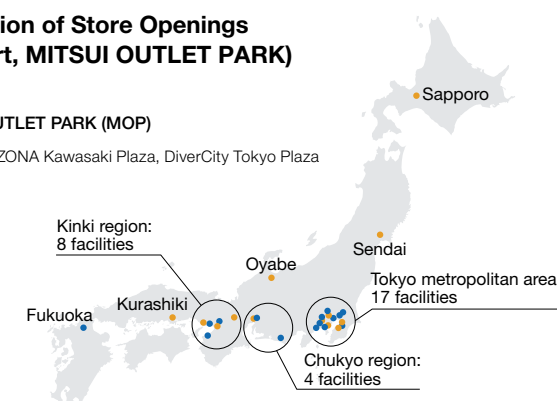 ion of Store Openings
t, MITSUI OUTLET PARK)
UTLET PARK (MOP)
ZONA Kawasaki Plaza, DiverCity Tokyo Plaza
Sapporo
Kinki region:
8 facilities
Sendai
Oyabe
Tokyo metropolitan area
17 facilities
Kurashiki
Fukuoka
Chukyo region:
4 facilities